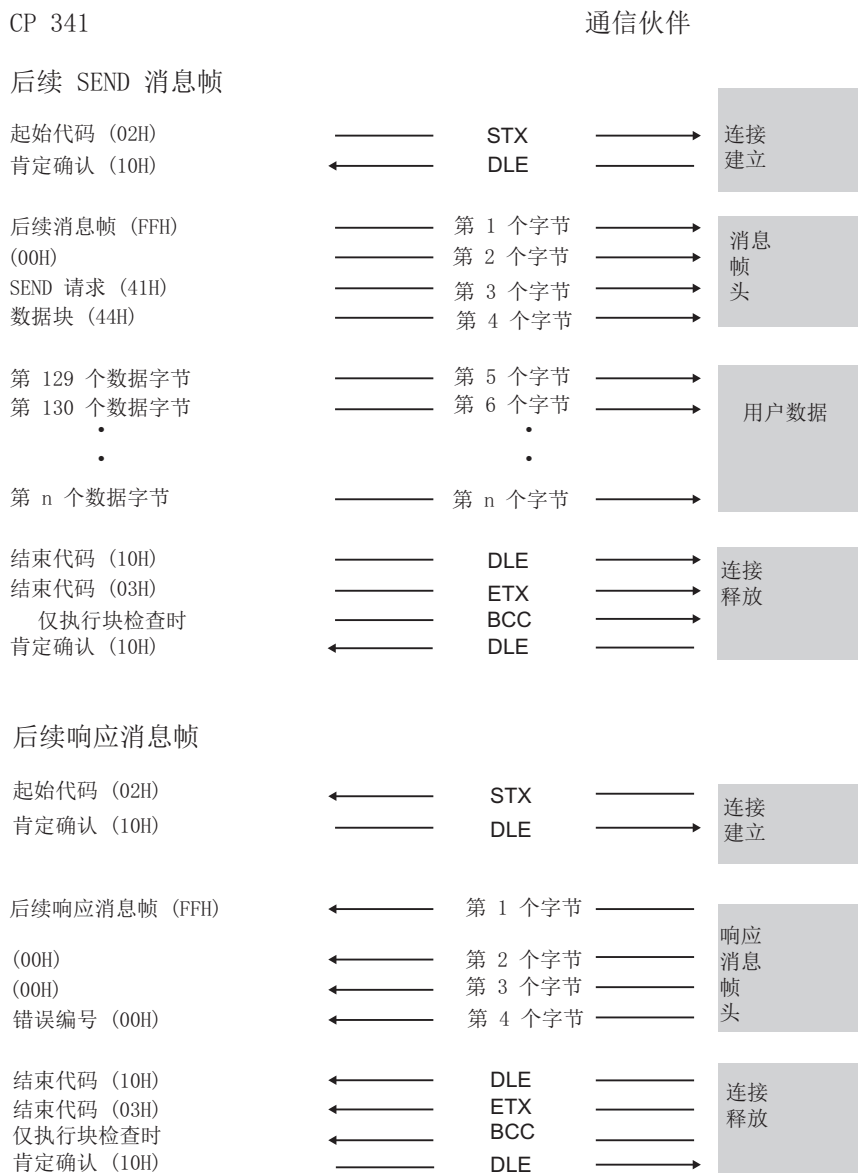 CP 341 通信伙伴
后续 SEND 消息帧
起始代码 (02H) STX 连接
肯定确认 (10H) DLE 建立
后续消息帧 (FFH) 第 1 个字节 消息
(00H) 第 2 个字节 帧
SEND 请求 (41H) 第 3 个字节 头
数据块 (44H) 第 4 个字节
第 129 个数据字节 第 5 个字节
第 130 个数据字节 第 6 个字节 用户数据
第 n 个数据字节 第 n 个字节
结束代码 (10H) DLE 连接
结束代码 (03H) ETX 释放
仅执行块检查时 BCC
肯定确认 (10H) DLE
后续响应消息帧
起始代码 (02H) STX 连接
肯定确认 (10H) DLE 建立
后续响应消息帧 (FFH) 第 1 个字节 响应
(00H) 第 2 个字节 消息
(00H) 第 3 个字节 帧
错误编号 (00H) 第 4 个字节 头
结束代码 (10H) DLE 连接
结束代码 (03H) ETX 释放
仅执行块检查时 BCC
肯定确认 (10H) DLE